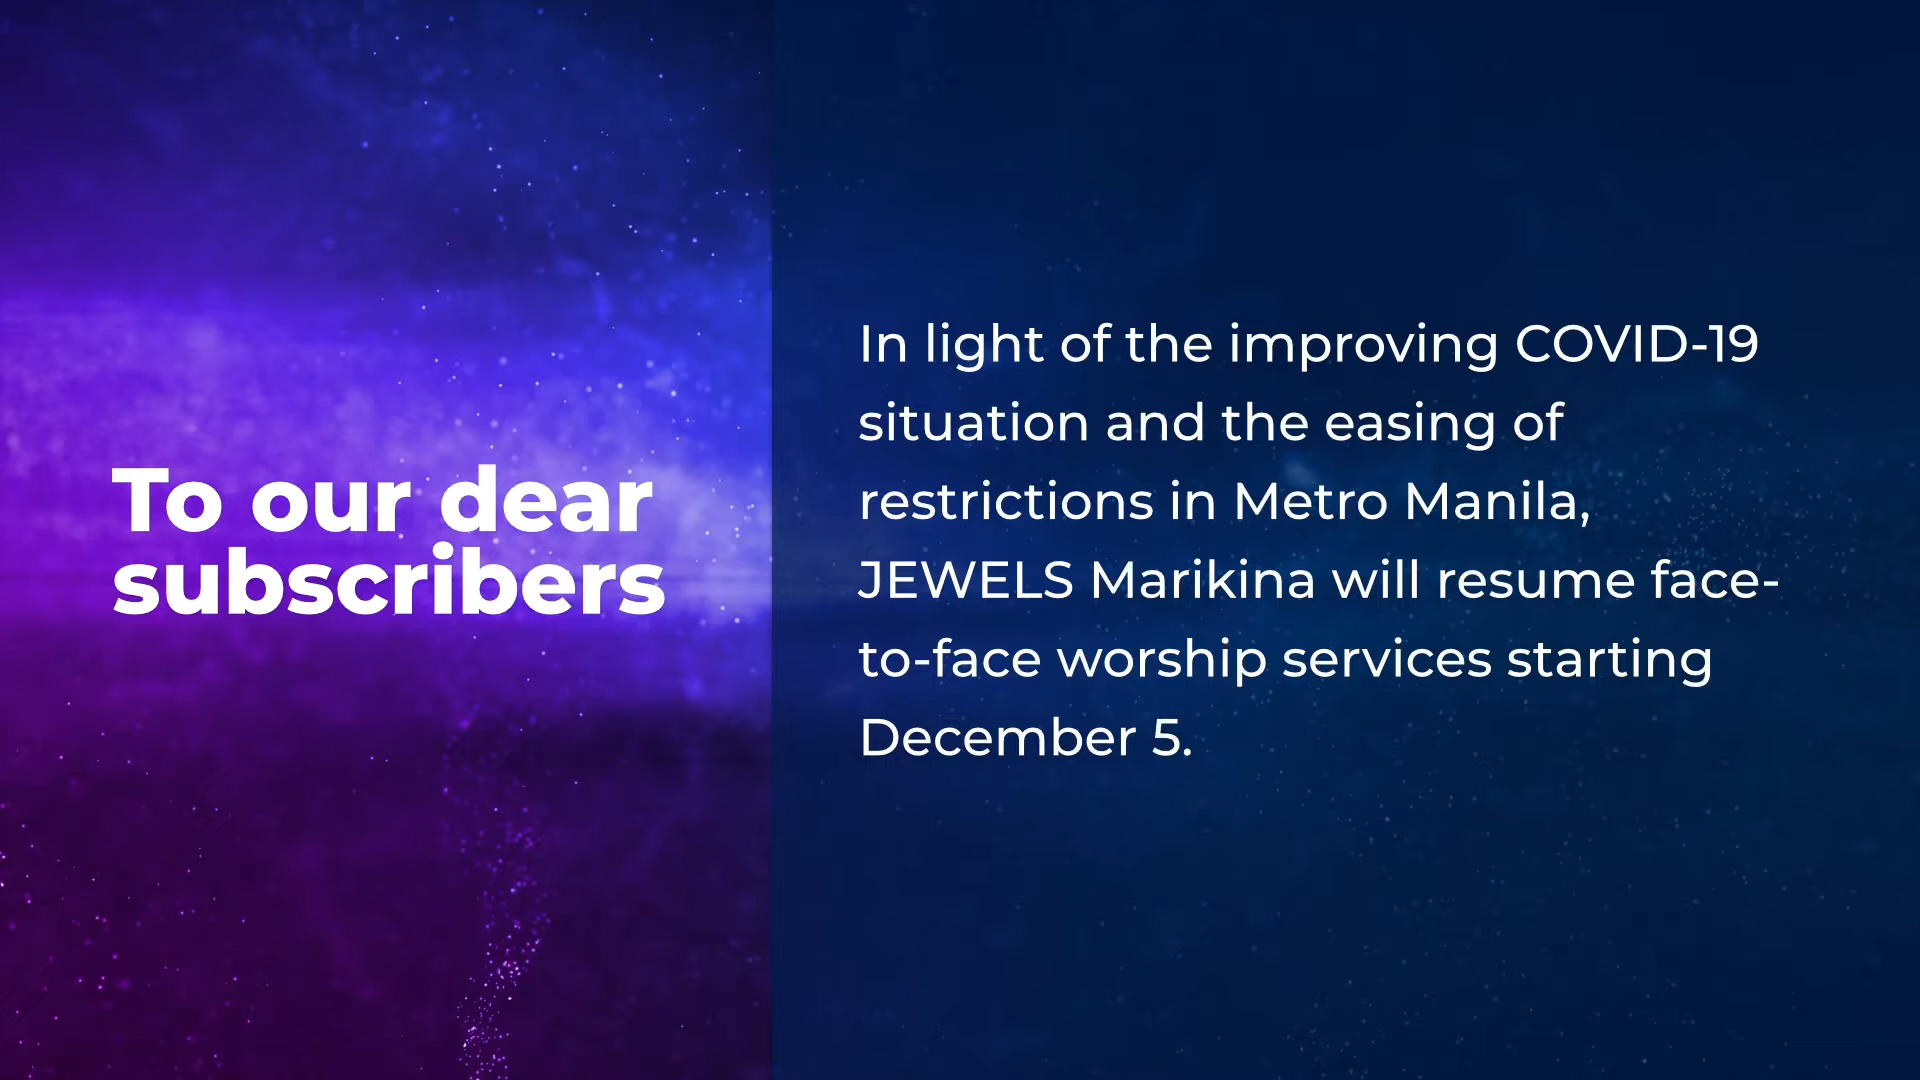 To our dear
subscribers
In light of the improving COVID-19
situation and the easing of
restrictions in Metro Manila,
JEWELS Marikina will resume face-
to-face worship services starting
December 5.